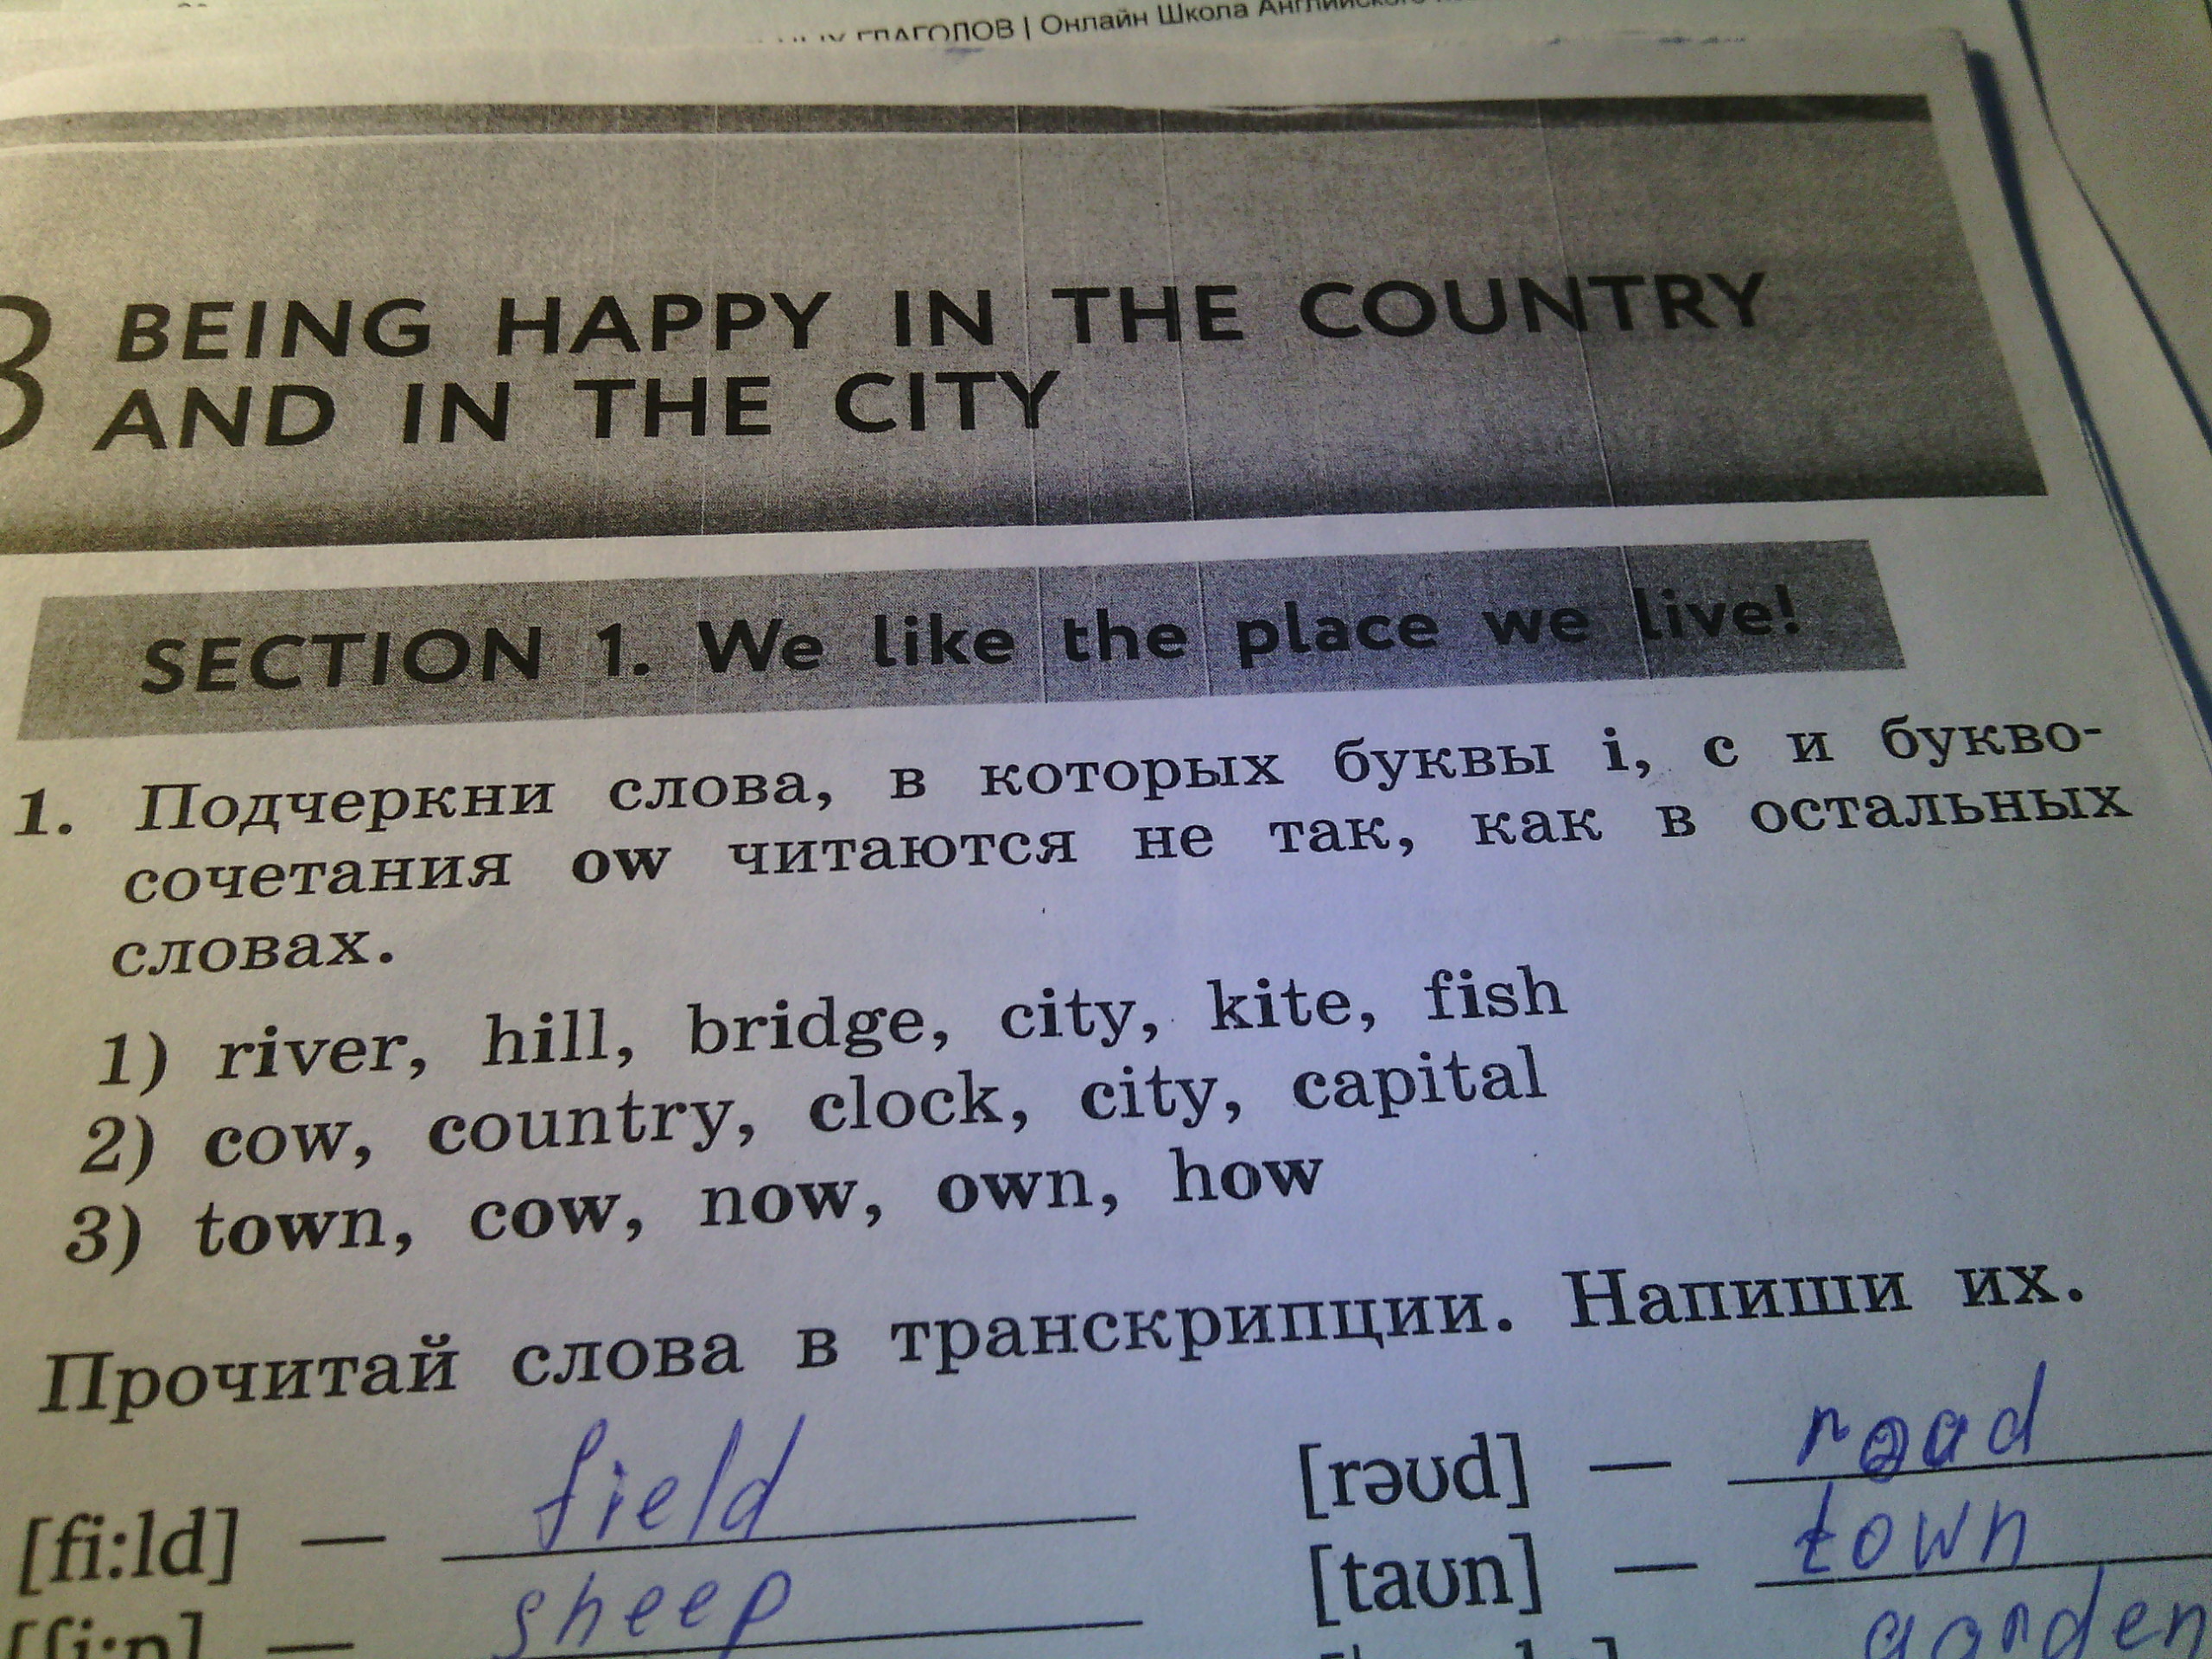 ГЛАГОЛОВ | Онлайн Школа Английского
3 BEING HAPPY IN THE COUNTRY
AND IN THE CITY
SECTION 1. We like the place we live!
1. Подчеркни слова, в которых буквы i, c и букво-
сочетания ow читаются не так, как в остальных
словах.
1) river, hill, bridge, city, kite, fish
2) cow, country, clock, city, capital
3) town, cow, now, own, how
Прочитай слова в транскрипции. Напиши их.
[fi:ld] — field [rəʊd] — road
[ʃi:p] — sheep [taʊn] — town
garden